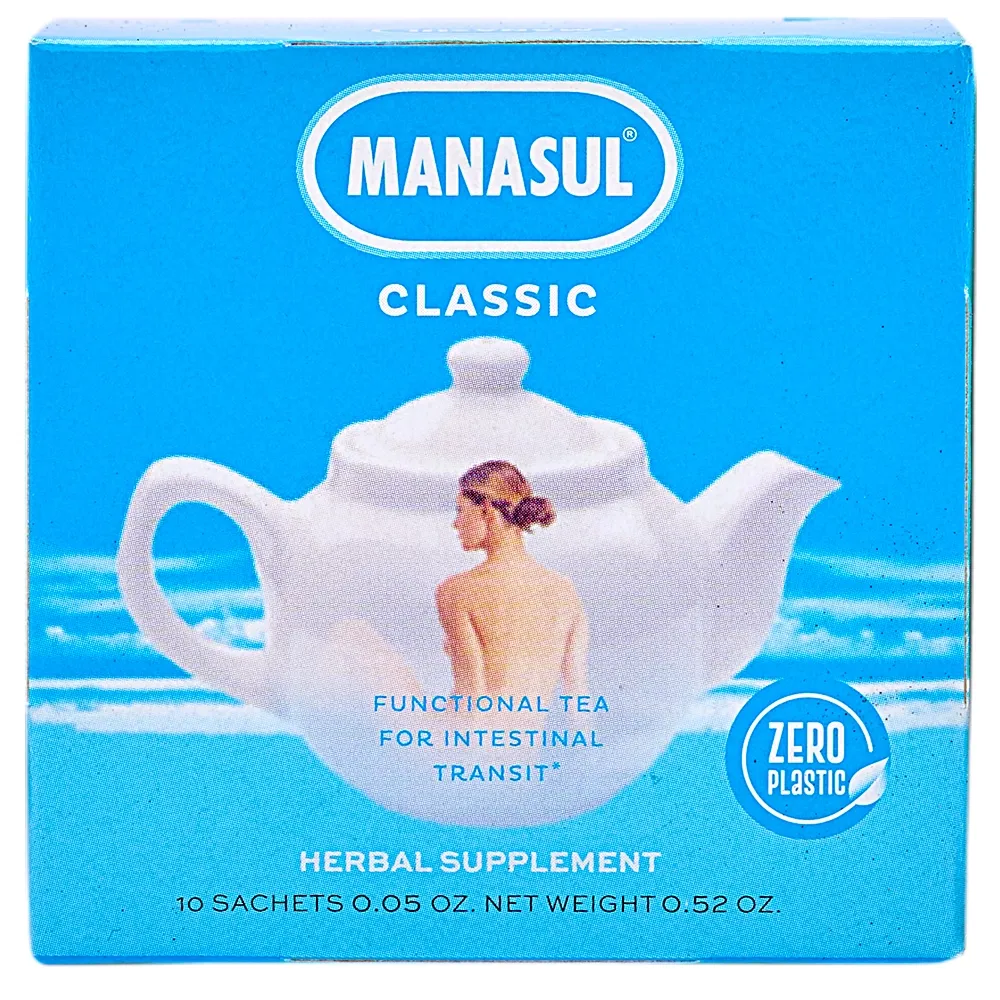 MANASUL®
CLASSIC
FUNCTIONAL TEA
FOR INTESTINAL
TRANSIT*
ZERO
PLASTIC
HERBAL SUPPLEMENT
10 SACHETS 0.05 OZ. NET WEIGHT 0.52 OZ.